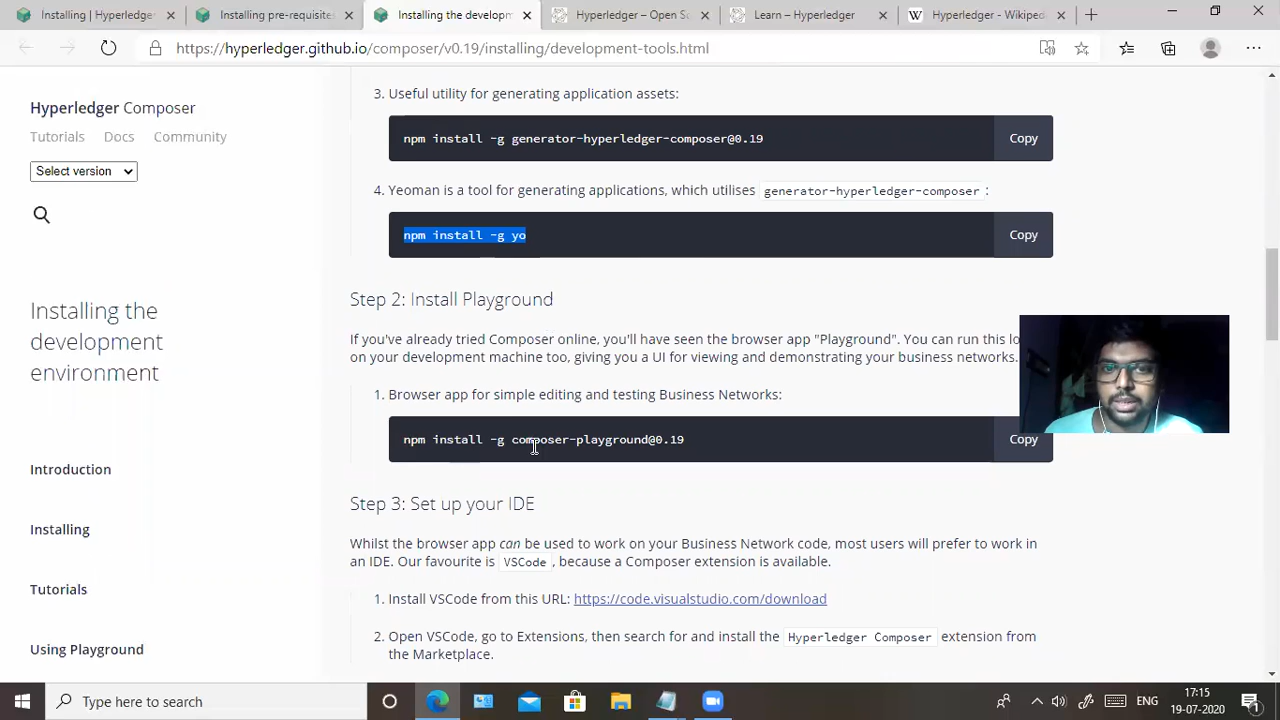 Installing | Hyperledger
Installing pre-requisites
Installing the developm
Hyperledger – Open So
Learn – Hyperledger
Hyperledger - Wikiped
https://hyperledger.github.io/composer/v0.19/installing/development-tools.html
Hyperledger Composer
Tutorials Docs Community
Select version
Installing the
development
environment
Introduction
Installing
Tutorials
Using Playground
3. Useful utility for generating application assets:
npm install -g generator-hyperledger-composer@0.19
Copy
4. Yeoman is a tool for generating applications, which utilises generator-hyperledger-composer :
npm install -g yo
Copy
Step 2: Install Playground
If you've already tried Composer online, you'll have seen the browser app "Playground". You can run this lo
on your development machine too, giving you a UI for viewing and demonstrating your business networks.
1. Browser app for simple editing and testing Business Networks:
npm install -g composer-playground@0.19
Copy
Step 3: Set up your IDE
Whilst the browser app can be used to work on your Business Network code, most users will prefer to work in
an IDE. Our favourite is VSCode , because a Composer extension is available.
1. Install VSCode from this URL: https://code.visualstudio.com/download
2. Open VSCode, go to Extensions, then search for and install the Hyperledger Composer extension from
the Marketplace.
Type here to search
ENG
17:15
19-07-2020
1